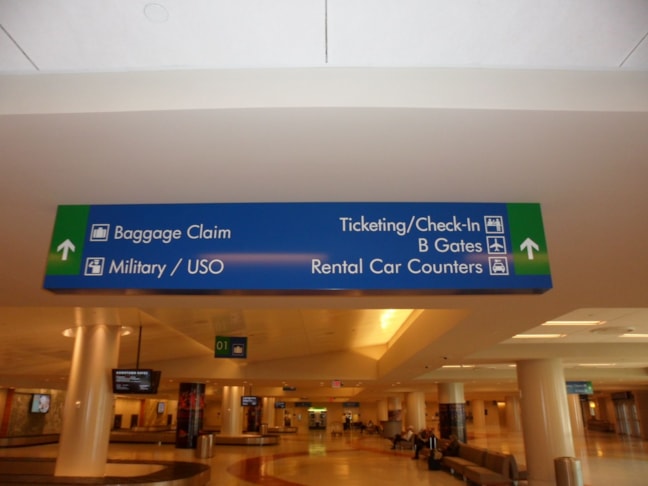 Baggage Claim
Military / USO
Ticketing/Check-In
B Gates
Rental Car Counters
01